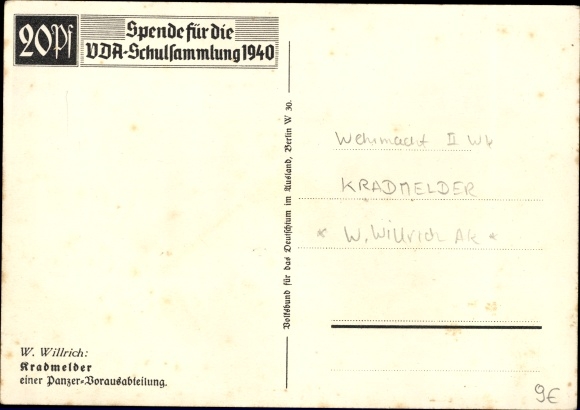 20Pf
Spende für die
VDA-Schulsammlung 1940
Volksbund für das Deutschtum im Ausland, Berlin W 30.
Wehrmacht II Wk
KRADMELDER
* W. Willrich AK *
W. Willrich:
Kradmelder
einer Panzer-Vorausabteilung.
9€